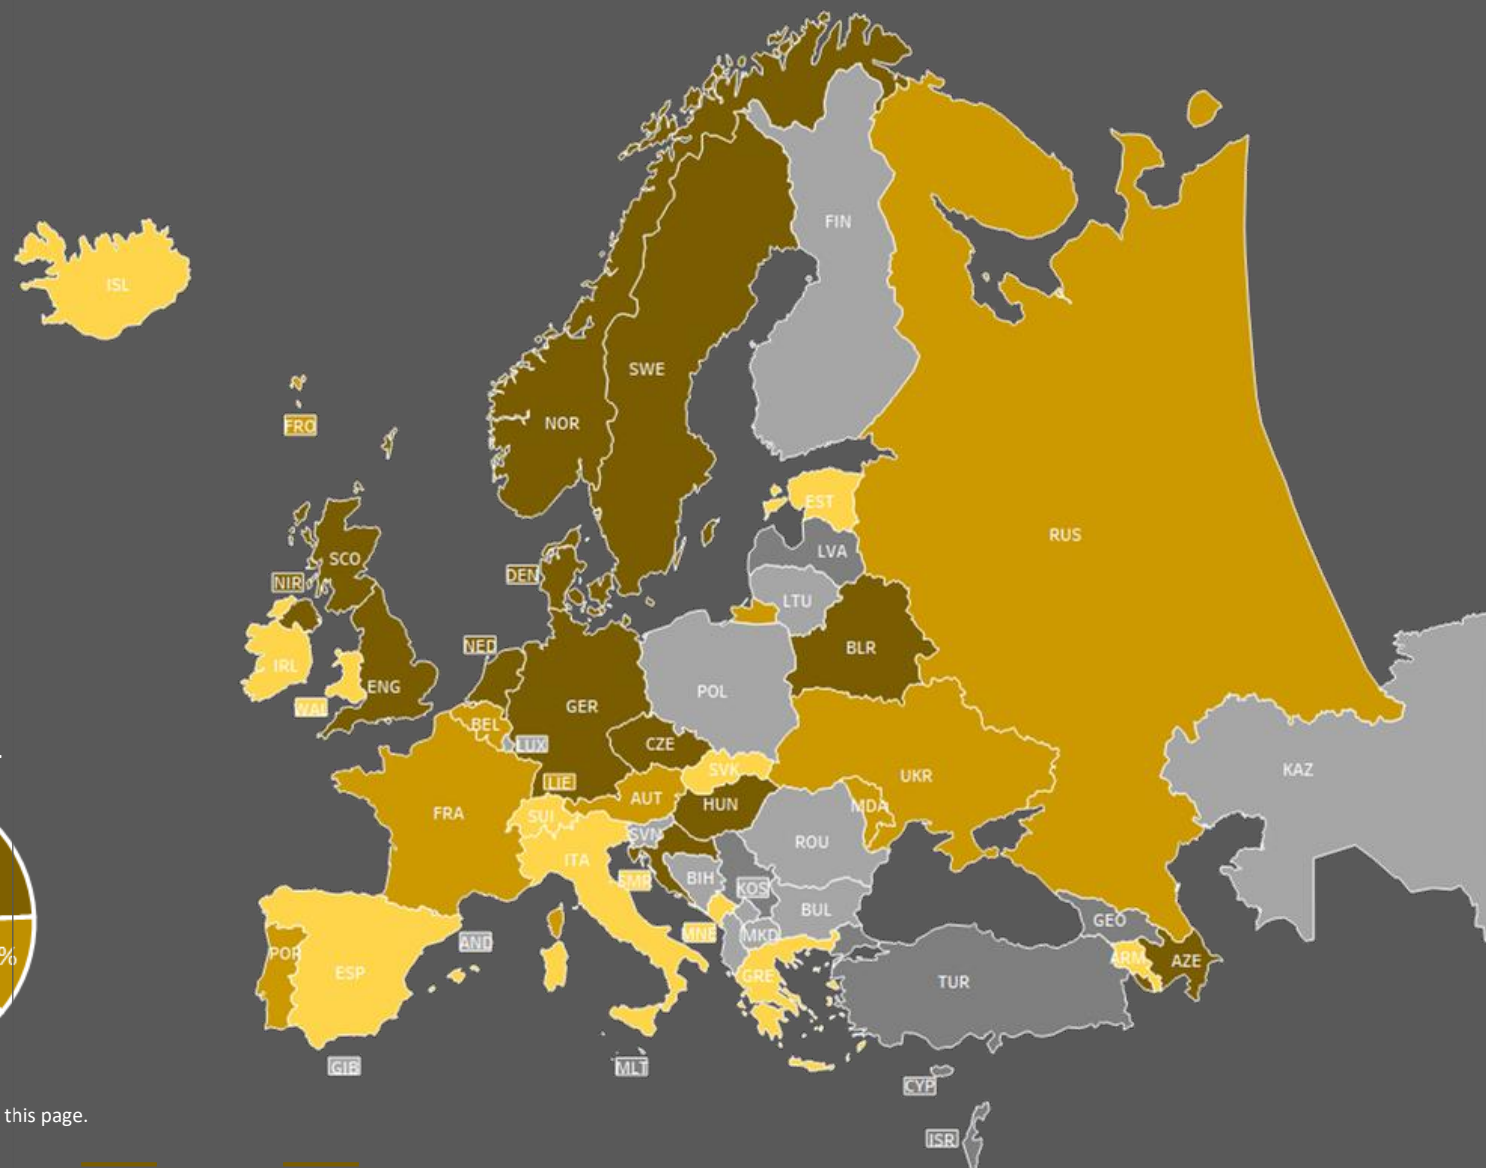 FIN
ISL
SWE
NOR
FRO
EST
RUS
LVA
SCO
DEN
NIR
LTU
NED
BLR
IRL
ENG
POL
WAL
GER
BEL
LUX
CZE
SVK
KAZ
UKR
LIE
AUT
HUN
MDA
FRA
SUI
SVN
ROU
ITA
BIH
SMR
KOS
BUL
GEO
MNE
MKD
AND
POR
%
ARM
AZE
ESP
GRE
TUR
GIB
MLT
CYP
this page.
ISR